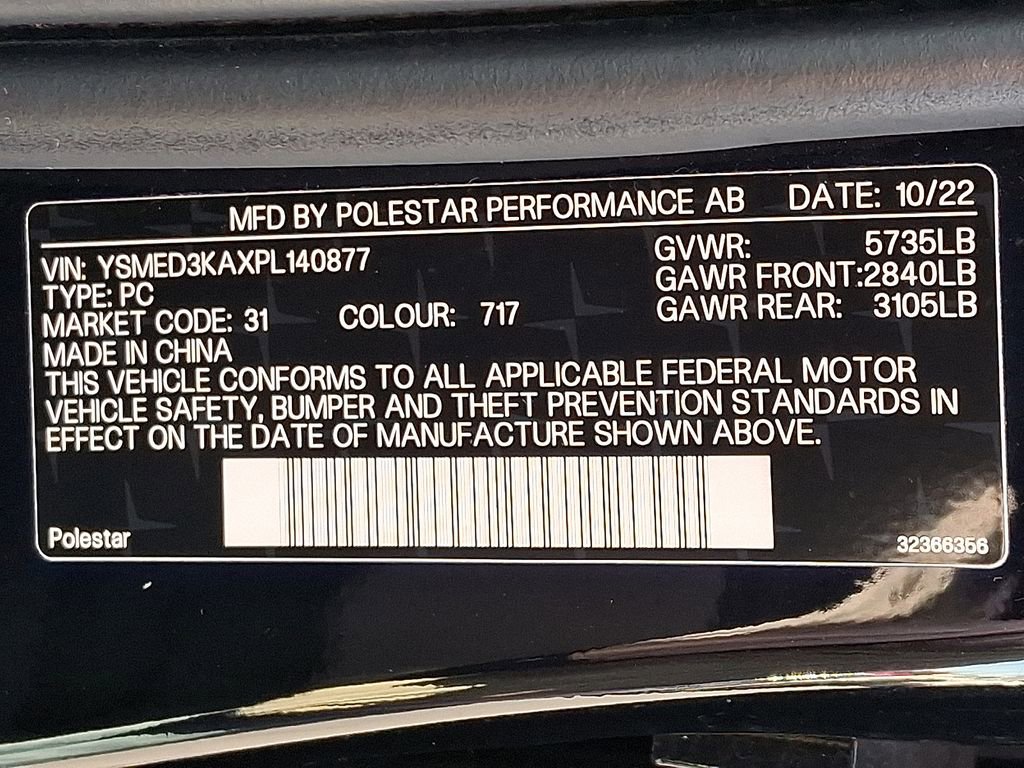 MFD BY POLESTAR PERFORMANCE AB DATE: 10/22
VIN: YSMED3KAXPL140877 GVWR: 5735LB
TYPE: PC GAWR FRONT:2840LB
MARKET CODE: 31 COLOUR: 717 GAWR REAR: 3105LB
MADE IN CHINA
THIS VEHICLE CONFORMS TO ALL APPLICABLE FEDERAL MOTOR
VEHICLE SAFETY, BUMPER AND THEFT PREVENTION STANDARDS IN
EFFECT ON THE DATE OF MANUFACTURE SHOWN ABOVE.
Polestar 32366356